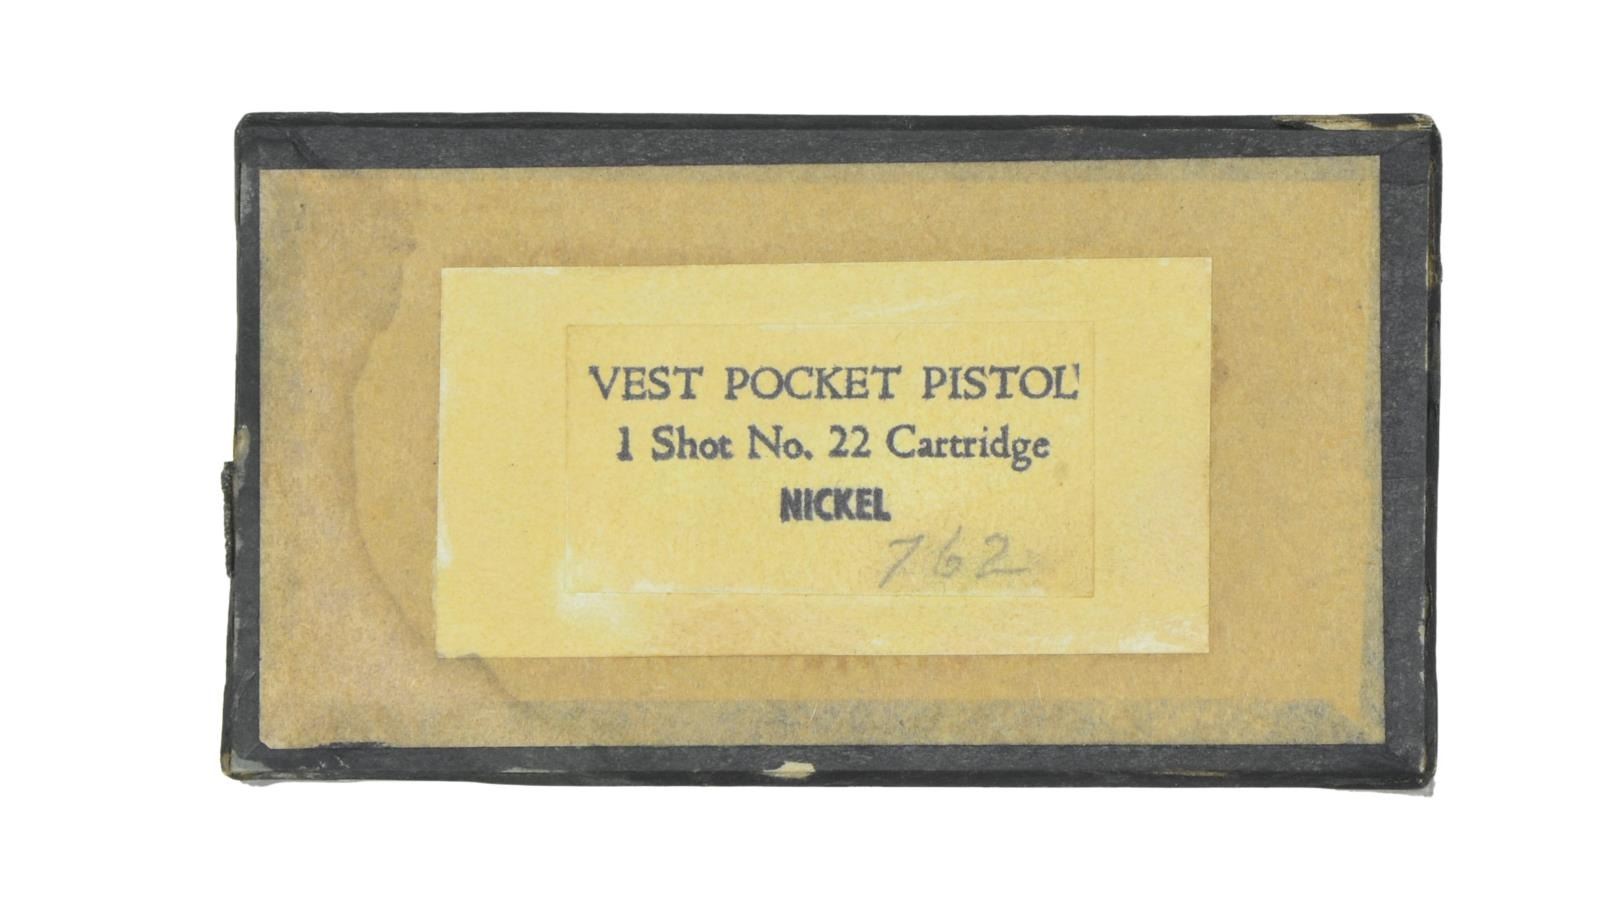 VEST POCKET PISTOL
1 Shot No. 22 Cartridge
NICKEL
762